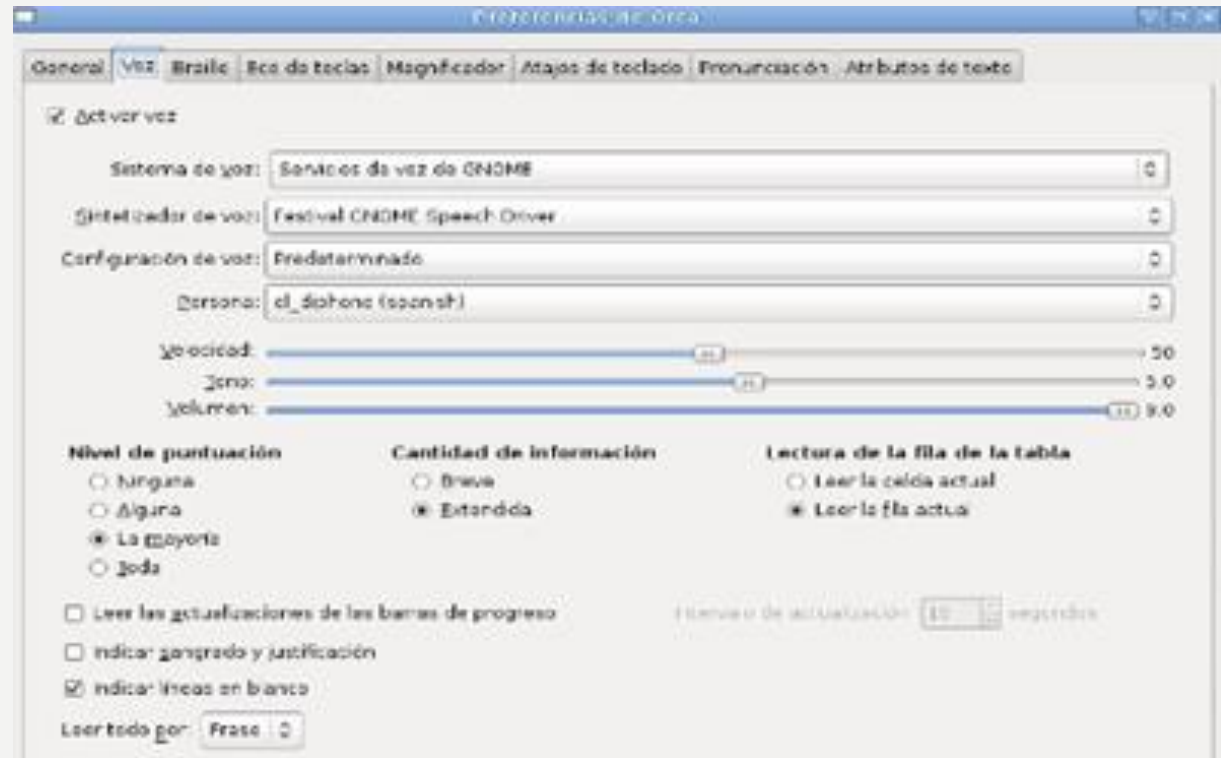 Preferencias de Orca
General Voz Braille Eco de teclas Magnificador Atajos de teclado Pronunciación Atributos de texto
Activar voz
Sistema de voz: Servicios de voz de GNOME
Sintetizador de voz: Festival GNOME Speech Driver
Configuración de voz: Predeterminado
Persona: el_diphone (spanish)
Velocidad: 50
Tono: 5.0
Volumen: 9.0
Nivel de puntuación Cantidad de información Lectura de la fila de la tabla
Ninguna Breve Leer la celda actual
Alguna Extendida Leer la fila actual
La mayoría
Toda
Leer las actualizaciones de las barras de progreso Intervalo de actualización: 10 segundos
Indicar sangrado y justificación
Indicar líneas en blanco
Leer todo por: Frase